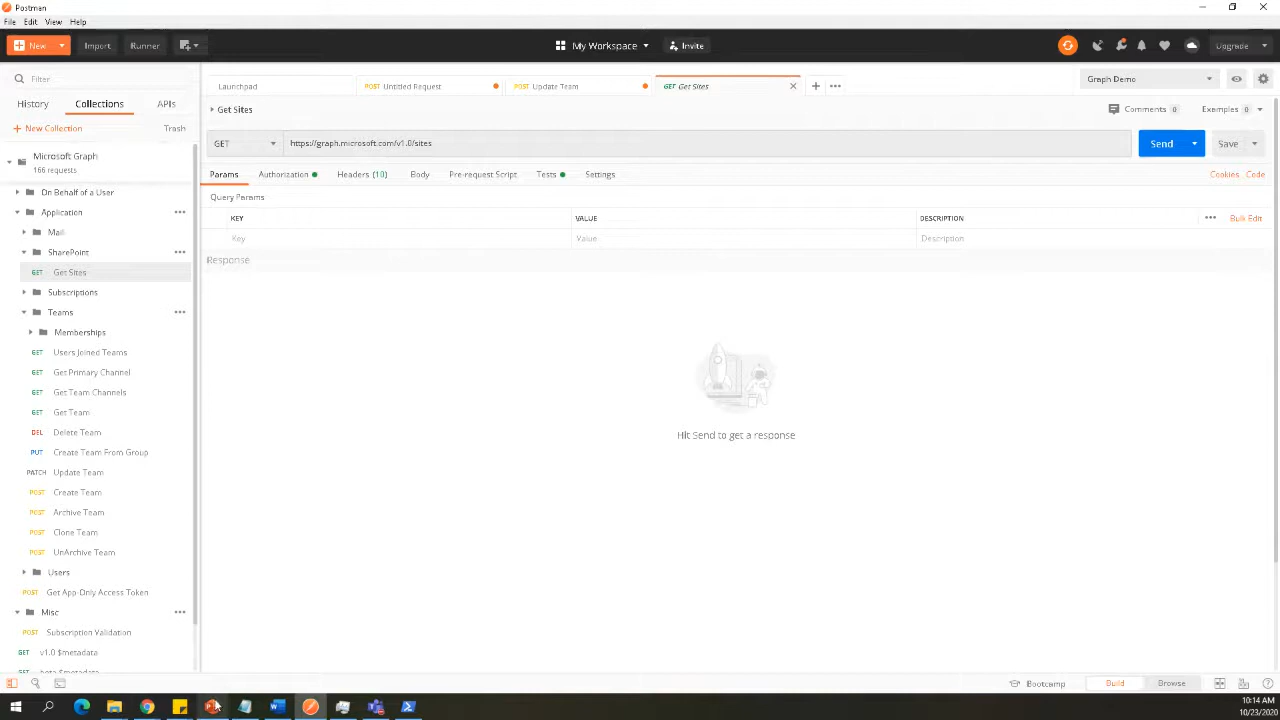 Postman
File Edit View Help
New Import Runner My Workspace Invite Upgrade
Filter
History Collections APIs
New Collection Trash
Microsoft Graph
166 requests
On Behalf of a User
Application
Mail
SharePoint
GET Get Sites
Subscriptions
Teams
Memberships
GET Users Joined Teams
GET Get Primary Channel
GET Get Team Channels
GET Get Team
DEL Delete Team
PUT Create Team From Group
PATCH Update Team
POST Create Team
POST Archive Team
POST Clone Team
POST UnArchive Team
Users
POST Get App-Only Access Token
Misc
POST Subscription Validation
GET v1.0 $metadata
GET beta $metadata
Launchpad POST Untitled Request POST Update Team GET Get Sites Graph Demo
Get Sites Comments 0 Examples 0
GET https://graph.microsoft.com/v1.0/sites Send Save
Params Authorization Headers (10) Body Pre-request Script Tests Settings Cookies Code
Query Params
KEY VALUE DESCRIPTION Bulk Edit
Key Value Description
Response
Hit Send to get a response
Bootcamp Build Browse
10:14 AM
10/23/2020